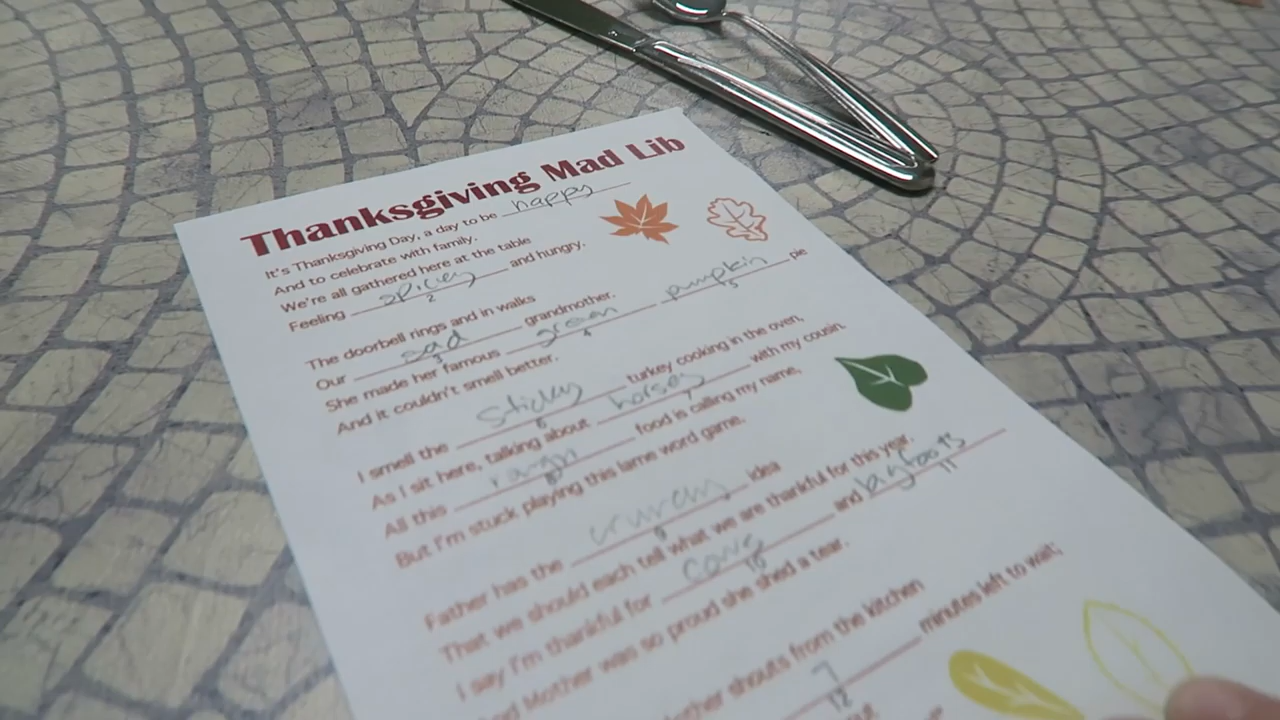 Thanksgiving Mad Lib
It's Thanksgiving Day, a day to be happy
And to celebrate with family.
We're all gathered here at the table
Feeling spicey and hungry.
2
The doorbell rings and in walks
Our sad grandmother.
3
She made her famous green pumpkin pie
4 5
And it couldn't smell better.
I smell the sticky turkey cooking in the oven,
6
As I sit here, talking about horses with my cousin.
7
All this food is calling my name,
8
But I'm stuck playing this lame word game.
Father has the idea
9
That we should each tell what we are thankful for this year.
I say I'm thankful for and bigfoots
10 11
And Mother was so proud she shed a tear.
shouts from the kitchen
7 minutes left to wait;
12